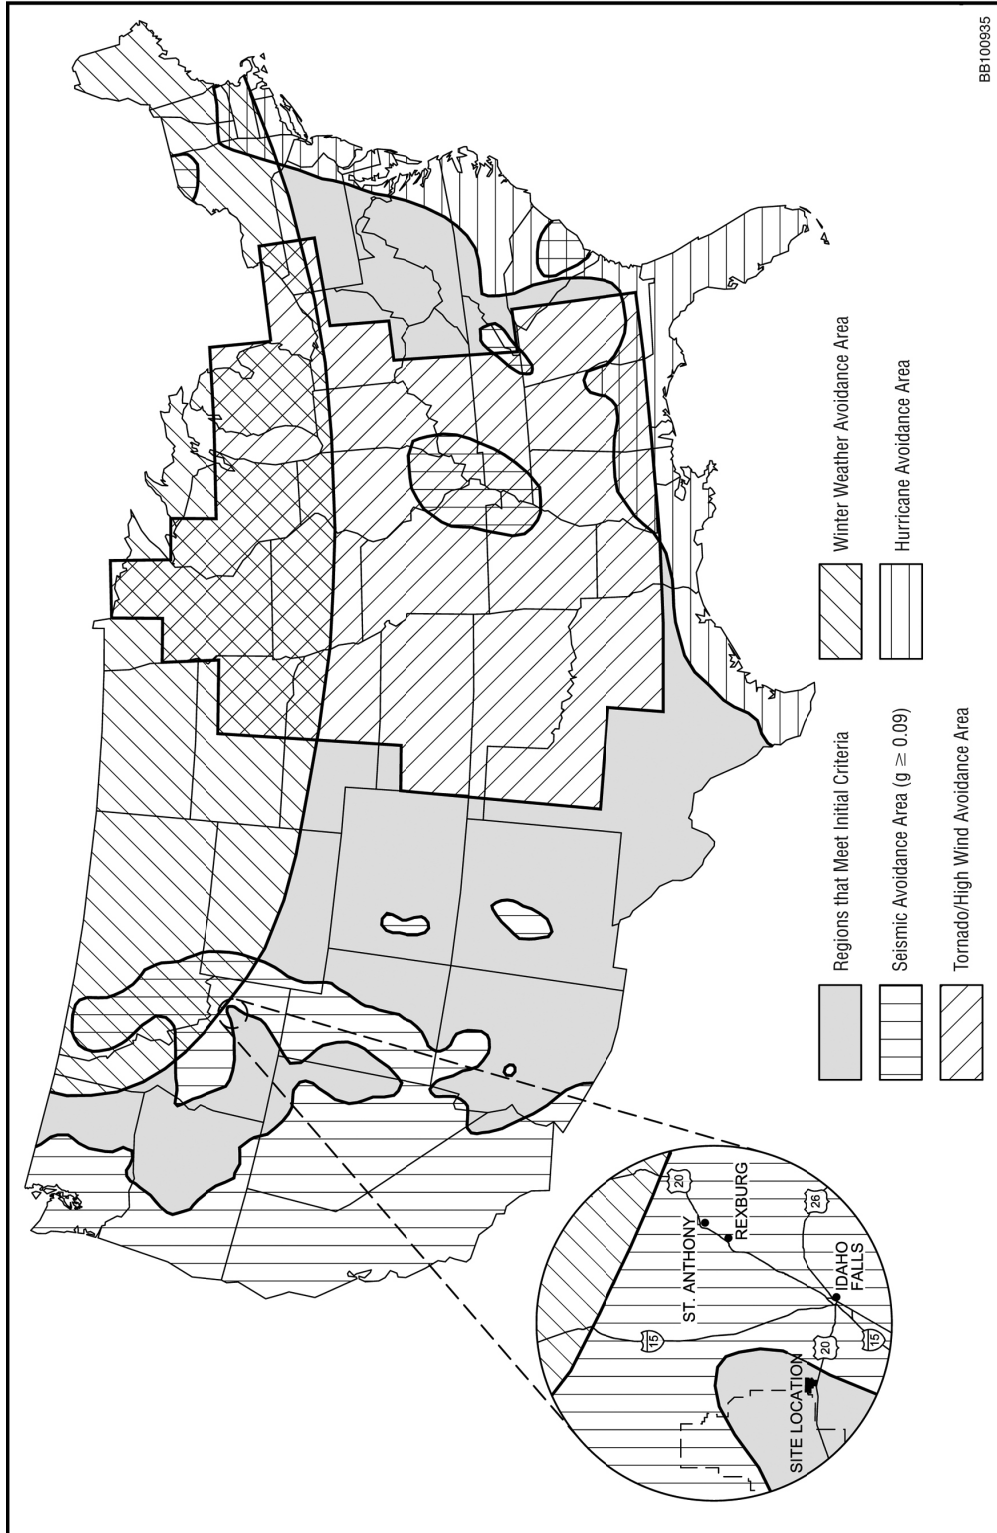 BB100935
Regions that Meet Initial Criteria
Seismic Avoidance Area (g ≥ 0.09)
Tornado/High Wind Avoidance Area
Winter Weather Avoidance Area
Hurricane Avoidance Area
20
ST. ANTHONY
REXBURG
26
15
IDAHO
FALLS
SITE LOCATION
20
15